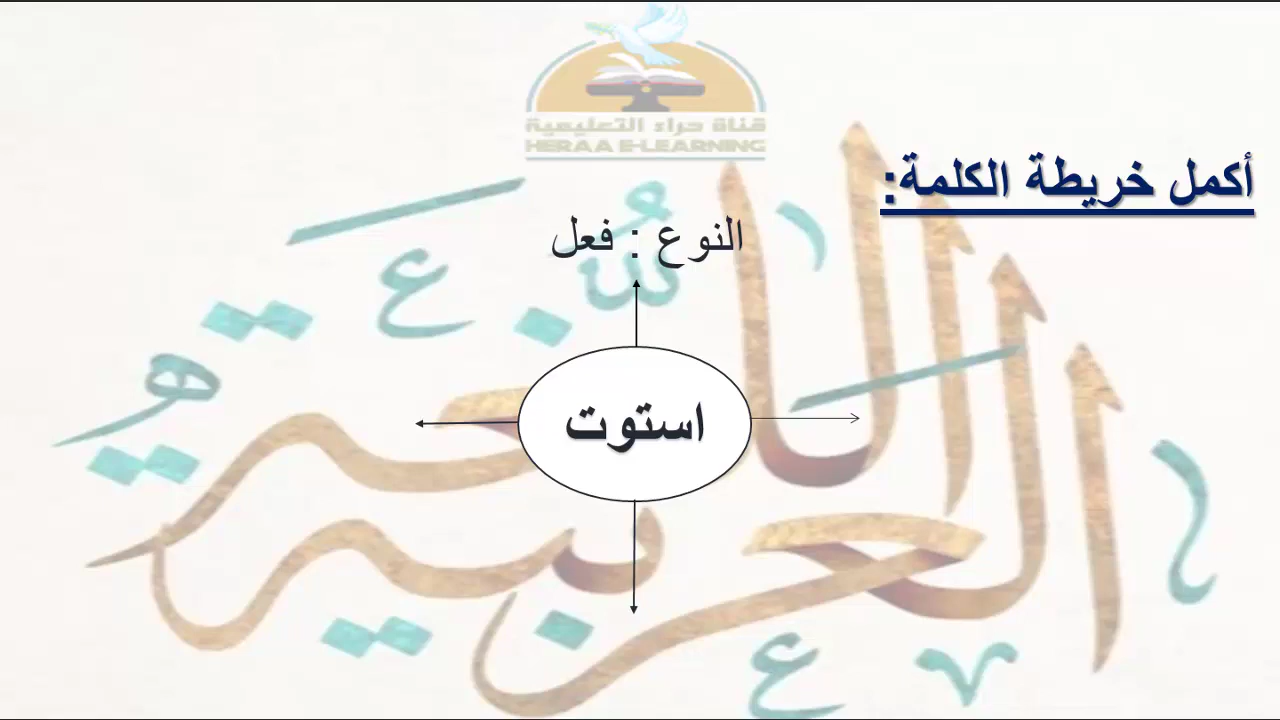 قناة حراء التعليمية
HERAA E-LEARNING
أكمل خريطة الكلمة:
النوع : فعل
استوت